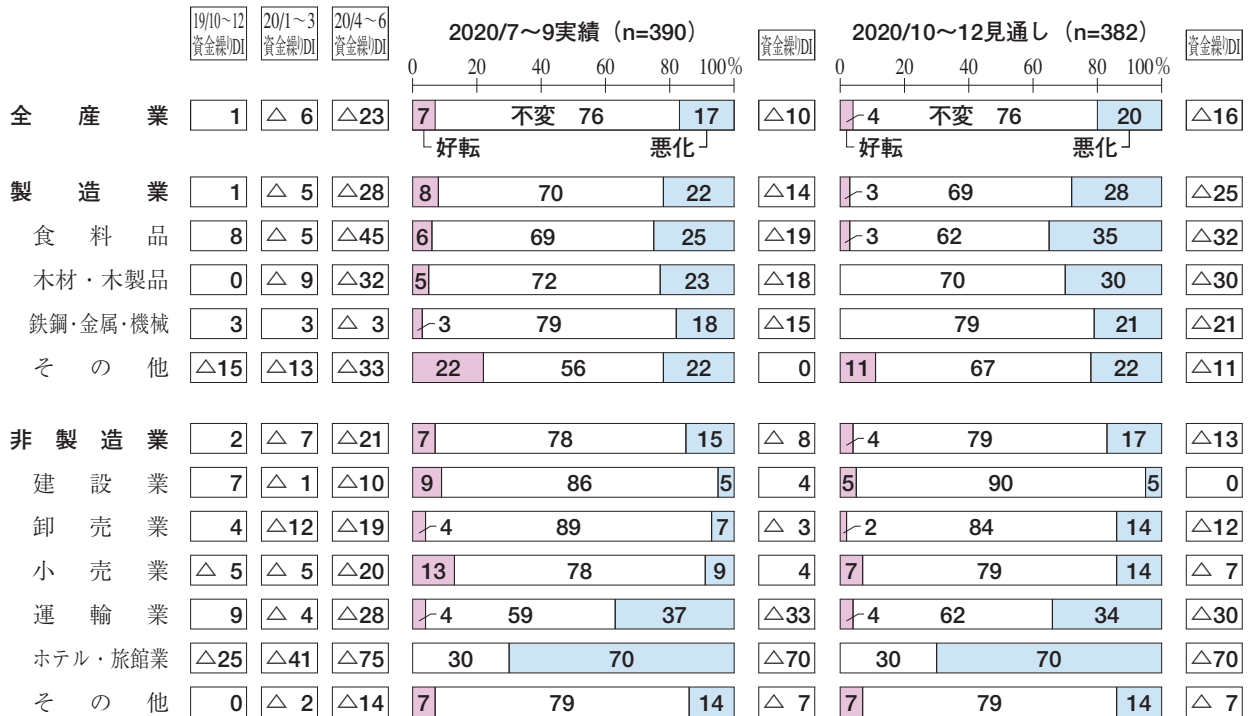 19/10～12 資金繰りDI 20/1～3 資金繰りDI 20/4～6 資金繰りDI 2020/7～9実績（n=390） 資金繰りDI 2020/10～12見通し（n=382） 資金繰りDI
0 20 40 60 80 100% 0 20 40 60 80 100%
全産業 1 △ 6 △23 7 不変 76 17 △10 4 不変 76 20 △16
好転 悪化 好転 悪化
製造業 1 △ 5 △28 8 70 22 △14 3 69 28 △25
食料品 8 △ 5 △45 6 69 25 △19 3 62 35 △32
木材・木製品 0 △ 9 △32 5 72 23 △18 70 30 △30
鉄鋼・金属・機械 3 3 △ 3 3 79 18 △15 79 21 △21
その他 △15 △13 △33 22 56 22 0 11 67 22 △11
非製造業 2 △ 7 △21 7 78 15 △ 8 4 79 17 △13
建設業 7 △ 1 △10 9 86 5 4 5 90 5 0
卸売業 4 △12 △19 4 89 7 △ 3 2 84 14 △12
小売業 △ 5 △ 5 △20 13 78 9 4 7 79 14 △ 7
運輸業 9 △ 4 △28 4 59 37 △33 4 62 34 △30
ホテル・旅館業 △25 △41 △75 30 70 △70 30 70 △70
その他 0 △ 2 △14 7 79 14 △ 7 7 79 14 △ 7